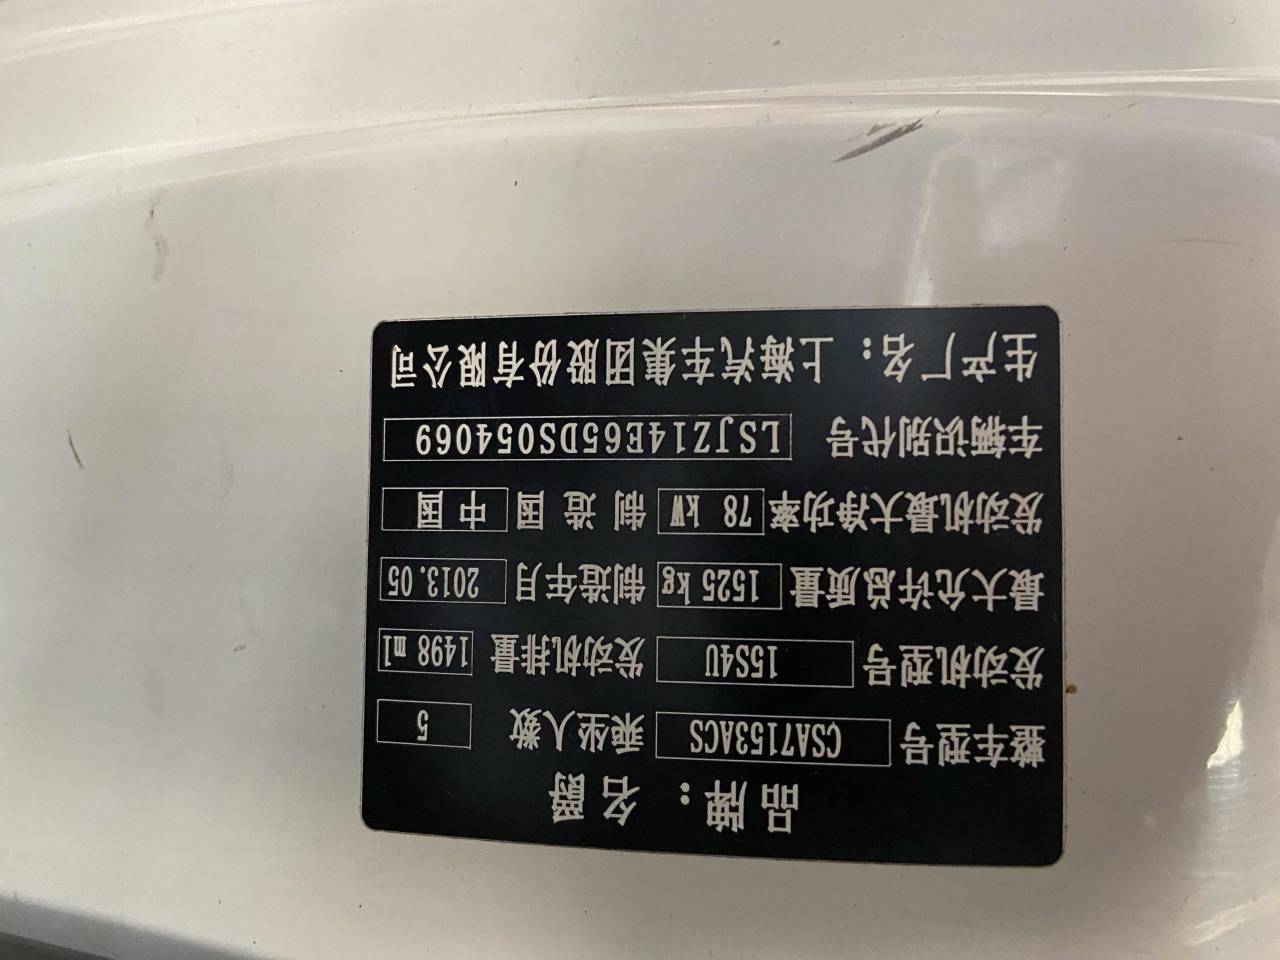 品牌：名爵
整车型号 CSA7153ACS 乘坐人数 5
发动机型号 15S4U 发动机排量 1498 ml
最大允许总质量 1525 kg 制造年月 2013.05
发动机最大净功率 78 kW 制造国 中国
车辆识别代号 LSJZ14E65DS054069
生产厂名：上海汽车集团股份有限公司